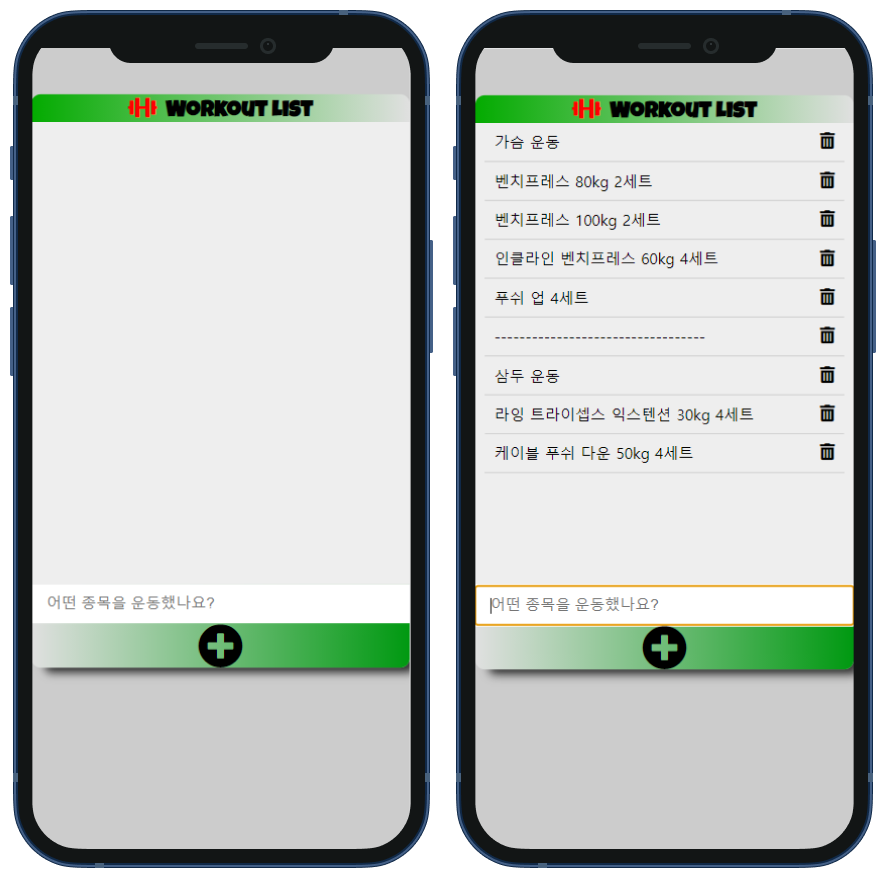 WORKOUT LIST
어떤 종목을 운동했나요?
WORKOUT LIST
가슴 운동
벤치프레스 80kg 2세트
벤치프레스 100kg 2세트
인클라인 벤치프레스 60kg 4세트
푸쉬 업 4세트
----------------------------------
삼두 운동
라잉 트라이셉스 익스텐션 30kg 4세트
케이블 푸쉬 다운 50kg 4세트
어떤 종목을 운동했나요?